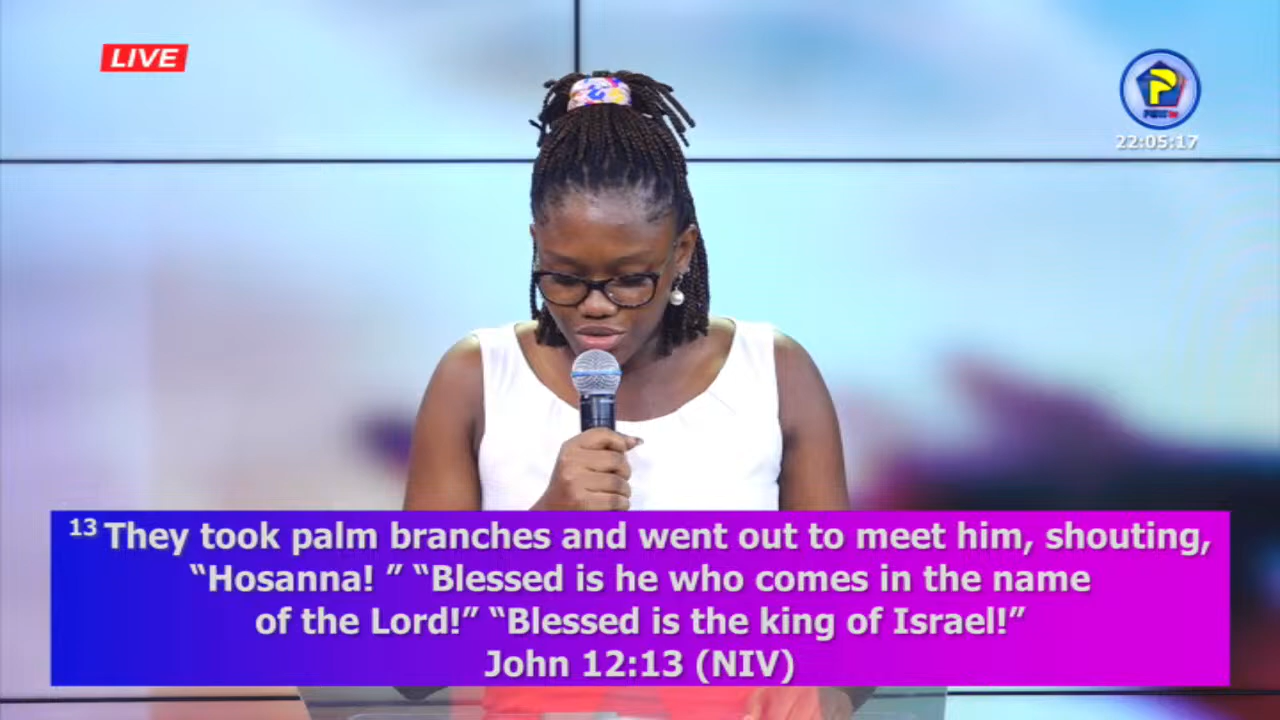 LIVE
P
22:05:17
13 They took palm branches and went out to meet him, shouting,
“Hosanna! ” “Blessed is he who comes in the name
of the Lord!” “Blessed is the king of Israel!”
John 12:13 (NIV)